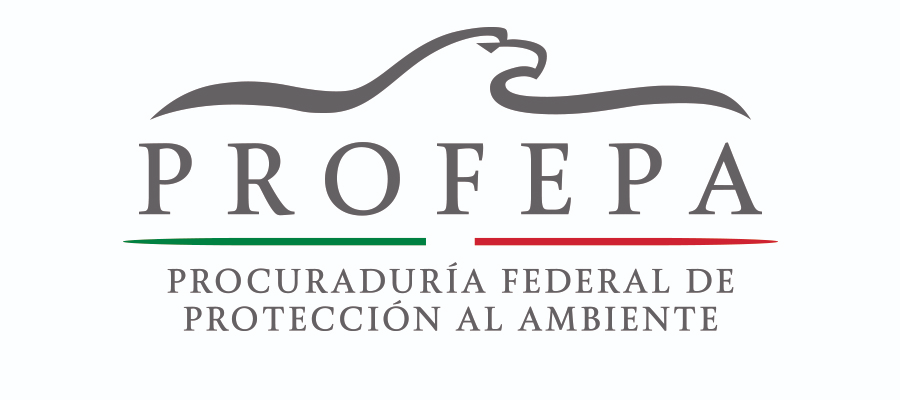 PROFEPA
PROCURADURÍA FEDERAL DE
PROTECCIÓN AL AMBIENTE